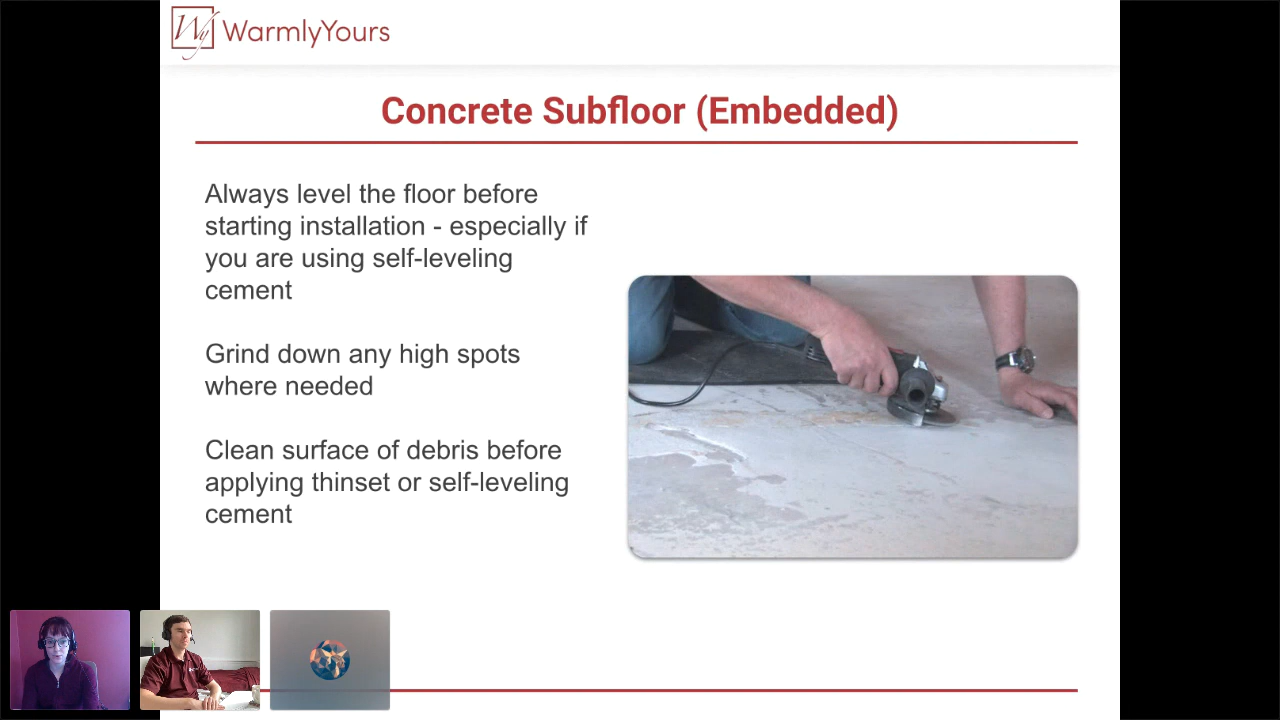 Wy WarmlyYours
Concrete Subfloor (Embedded)
Always level the floor before
starting installation - especially if
you are using self-leveling
cement
Grind down any high spots
where needed
Clean surface of debris before
applying thinset or self-leveling
cement